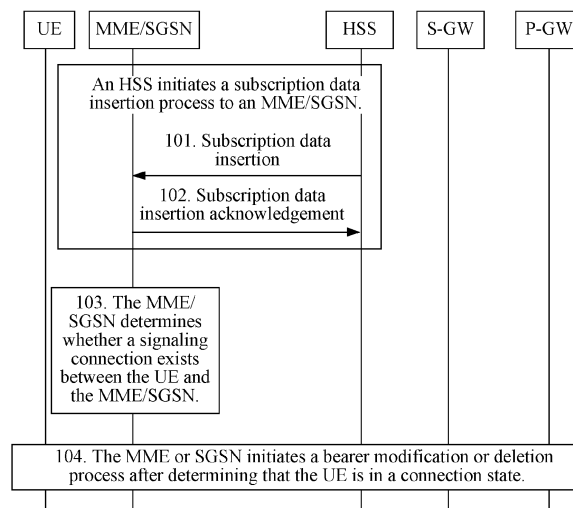 UE
MME/SGSN
HSS
S-GW
P-GW
An HSS initiates a subscription data
insertion process to an MME/SGSN.
101. Subscription data
insertion
102. Subscription data
insertion acknowledgement
103. The MME/
SGSN determines
whether a signaling
connection exists
between the UE and
the MME/SGSN.
104. The MME or SGSN initiates a bearer modification or deletion
process after determining that the UE is in a connection state.